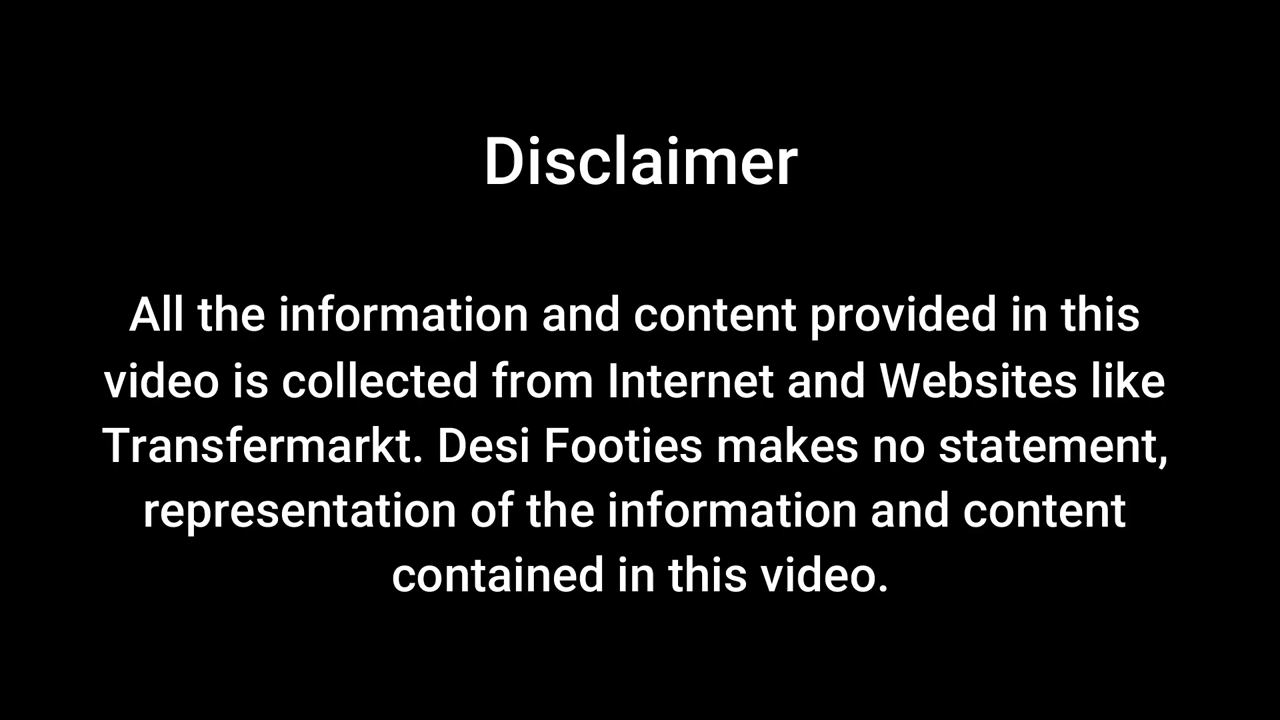 Disclaimer
All the information and content provided in this
video is collected from Internet and Websites like
Transfermarkt. Desi Footies makes no statement,
representation of the information and content
contained in this video.